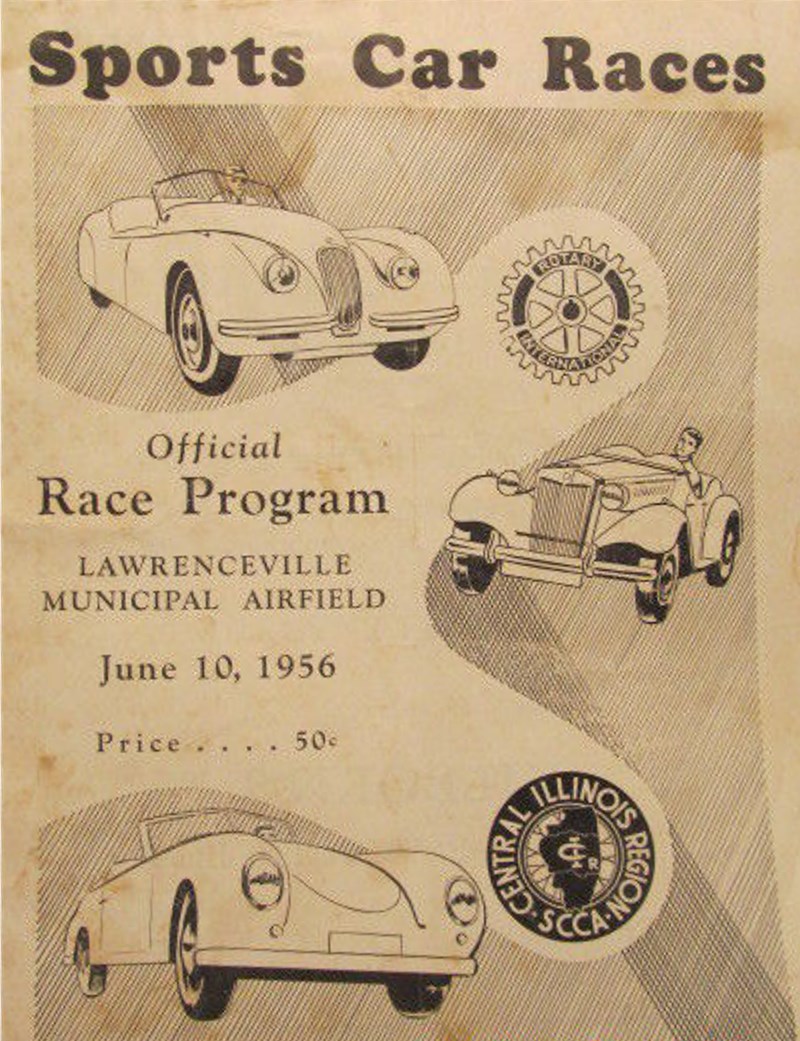 Sports Car Races
ROTARY
INTERNATIONAL
Official
Race Program
LAWRENCEVILLE
MUNICIPAL AIRFIELD
June 10, 1956
Price . . . . 50c
CENTRAL ILLINOIS REGION
· SCCA ·